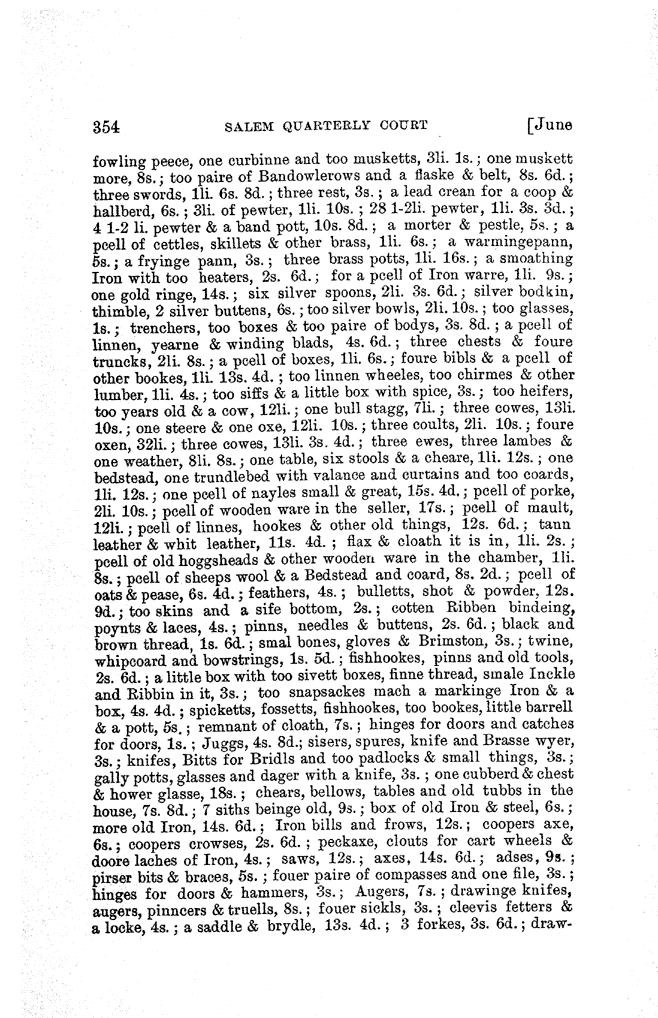 354 SALEM QUARTERLY COURT [June
fowling peece, one curbinne and too musketts, 3li. 1s.; one muskett
more, 8s.; too paire of Bandowlerows and a flaske & belt, 8s. 6d.;
three swords, 1li. 6s. 8d.; three rest, 3s.; a lead crean for a coop &
hallberd, 6s.; 3li. of pewter, 1li. 10s.; 28 1-2li. pewter, 1li. 3s. 3d.;
4 1-2 li. pewter & a band pott, 10s. 8d.; a morter & pestle, 5s.; a
pcell of cettles, skillets & other brass, 1li. 6s.; a warmingepann,
5s.; a fryinge pann, 3s.; three brass potts, 1li. 16s.; a smoathing
Iron with too heaters, 2s. 6d.; for a pcell of Iron warre, 1li. 9s.;
one gold ringe, 14s.; six silver spoons, 2li. 3s. 6d.; silver bodkin,
thimble, 2 silver buttens, 6s.; too silver bowls, 2li. 10s.; too glasses,
1s.; trenchers, too boxes & too paire of bodys, 3s. 8d.; a pcell of
linnen, yearne & winding blads, 4s. 6d.; three chests & foure
truncks, 2li. 8s.; a pcell of boxes, 1li. 6s.; foure bibls & a pcell of
other bookes, 1li. 13s. 4d.; too linnen wheeles, too chirmes & other
lumber, 1li. 4s.; too siffs & a little box with spice, 3s.; too heifers,
too years old & a cow, 12li.; one bull stagg, 7li.; three cowes, 13li.
10s.; one steere & one oxe, 12li. 10s.; three coults, 2li. 10s.; foure
oxen, 32li.; three cowes, 13li. 3s. 4d.; three ewes, three lambes &
one weather, 8li. 8s.; one table, six stools & a cheare, 1li. 12s.; one
bedstead, one trundlebed with valance and curtains and too coards,
1li. 12s.; one pcell of nayles small & great, 15s. 4d.; pcell of porke,
2li. 10s.; pcell of wooden ware in the seller, 17s.; pcell of mault,
12li.; pcell of linnes, hookes & other old things, 12s. 6d.; tann
leather & whit leather, 11s. 4d.; flax & cloath it is in, 1li. 2s.;
pcell of old hoggsheads & other wooden ware in the chamber, 1li.
8s.; pcell of sheeps wool & a Bedstead and coard, 8s. 2d.; pcell of
oats & pease, 6s. 4d.; feathers, 4s.; bulletts, shot & powder, 12s.
9d.; too skins and a sife bottom, 2s.; cotten Ribben bindeing,
poynts & laces, 4s.; pinns, needles & buttens, 2s. 6d.; black and
brown thread, 1s. 6d.; smal bones, gloves & Brimston, 3s.; twine,
whipcoard and bowstrings, 1s. 5d.; fishhookes, pinns and old tools,
2s. 6d.; a little box with too sivett boxes, finne thread, smale Inckle
and Ribbin in it, 3s.; too snapsackes mach a markinge Iron & a
box, 4s. 4d.; spicketts, fossetts, fishhookes, too bookes, little barrell
& a pott, 5s.; remnant of cloath, 7s.; hinges for doors and catches
for doors, 1s.; Juggs, 4s. 8d.; sisers, spures, knife and Brasse wyer,
3s.; knifes, Bitts for Bridls and too padlocks & small things, 3s.;
gally potts, glasses and dager with a knife, 3s.; one cubberd & chest
& hower glasse, 18s.; chears, bellows, tables and old tubbs in the
house, 7s. 8d.; 7 siths beinge old, 9s.; box of old Iron & steel, 6s.;
more old Iron, 14s. 6d.; Iron bills and frows, 12s.; coopers axe,
6s.; coopers crowses, 2s. 6d.; peckaxe, clouts for cart wheels &
doore laches of Iron, 4s.; saws, 12s.; axes, 14s. 6d.; adses, 9s.;
pirser bits & braces, 5s.; fouer paire of compasses and one file, 3s.;
hinges for doors & hammers, 3s.; Augers, 7s.; drawinge knifes,
augers, pinncers & truells, 8s.; fouer sickls, 3s.; cleevis fetters &
a locke, 4s.; a saddle & brydle, 13s. 4d.; 3 forkes, 3s. 6d.; draw-